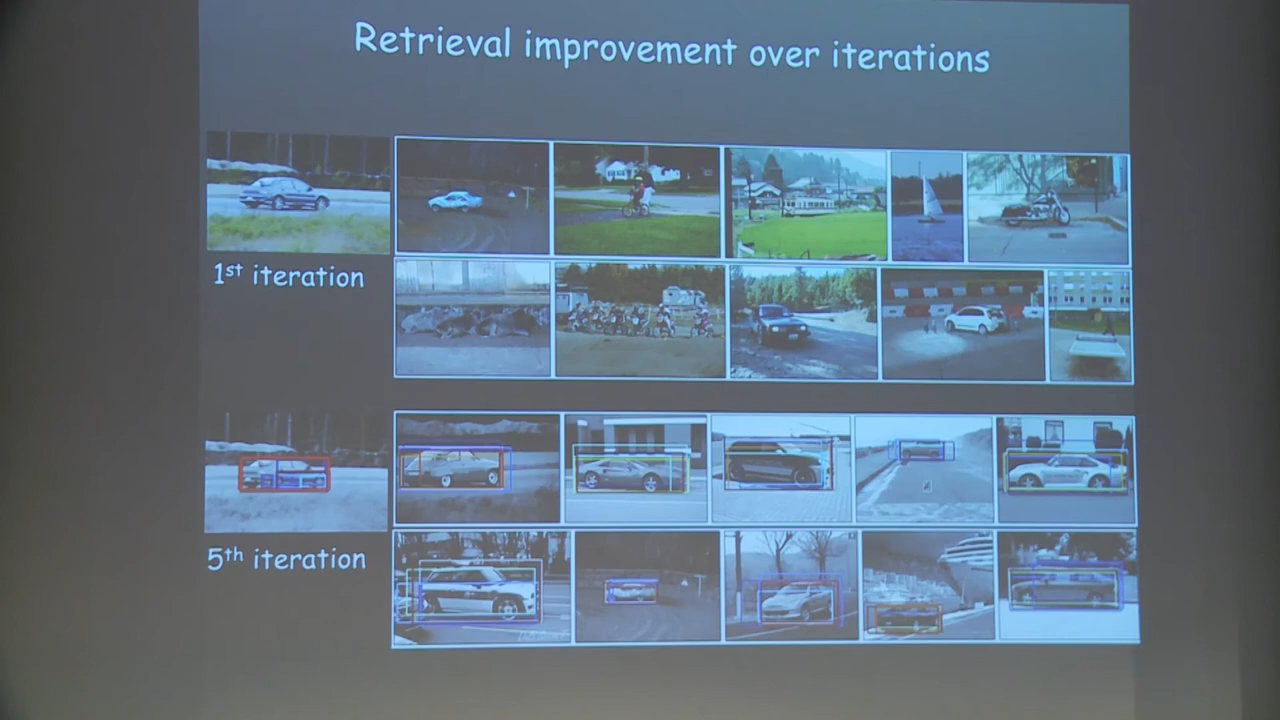 Retrieval improvement over iterations
1st iteration
5th iteration